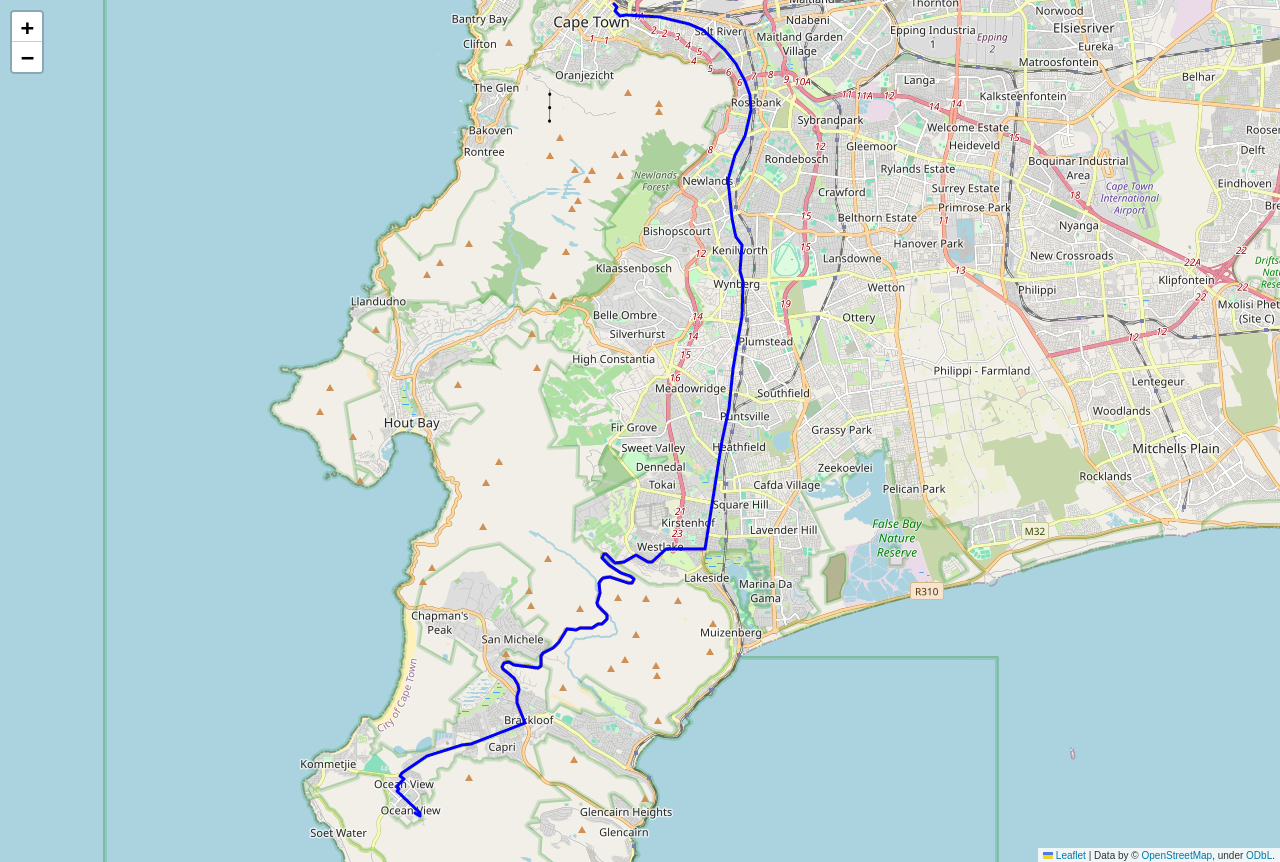 +
−
Bantry Bay
Cape Town
Maitland
Thornton
Norwood
Ndabeni
Salt River
Epping Industria
1
Epping
2
Elsiesriver
Clifton
Maitland Garden
Village
Eureka
Matroosfontein
Oranjezicht
Belhar
The Glen
Langa
Kalksteenfontein
Rosebank
Sybrandpark
Welcome Estate
Bakoven
Rontree
Gleemoor
Heideveld
Rondebosch
Boquinar Industrial
Area
Delft
Newlands
Forest
Newlands
Rylands Estate
Eindhoven
Crawford
Surrey Estate
Cape Town
International
Airport
Primrose Park
Belthorn Estate
Bishopscourt
Nyanga
Hanover Park
Kenilworth
Lansdowne
New Crossroads
Klaassenbosch
Wynberg
Wetton
Philippi
Klipfontein
Llandudno
Belle Ombre
Ottery
Mxolisi Phet
(Site C)
Silverhurst
Plumstead
High Constantia
Philippi - Farmland
Meadowridge
Southfield
Lentegeur
Puntsville
Woodlands
Hout Bay
Fir Grove
Grassy Park
Sweet Valley
Heathfield
Mitchells Plain
Dennedal
Zeekoevlei
Rocklands
Tokai
Cafda Village
Pelican Park
Square Hill
Kirstenhof
Lavender Hill
False Bay
Nature
Reserve
M32
Westlake
Lakeside
Marina Da
Gama
R310
Chapman's
Peak
San Michele
Muizenberg
City of Cape Town
Brakkloof
Capri
Kommetjie
Ocean View
Ocean View
Glencairn Heights
Soet Water
Glencairn
Leaflet | Data by © OpenStreetMap, under ODbL.